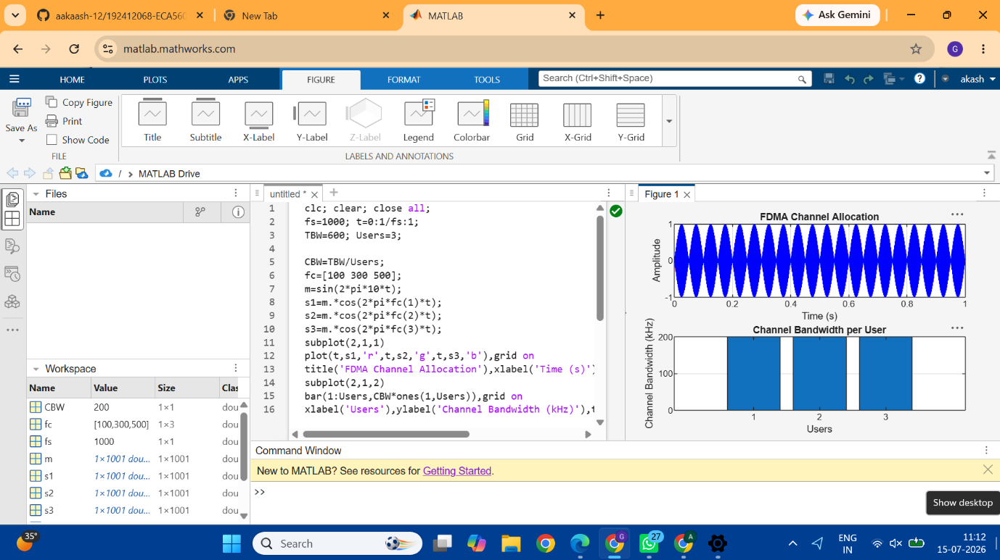 aakaash-12/192412068-ECA560
New Tab
MATLAB
Ask Gemini
matlab.mathworks.com
G
HOME
PLOTS
APPS
FIGURE
FORMAT
TOOLS
Search (Ctrl+Shift+Space)
akash
Save As
Copy Figure
Print
Show Code
FILE
Title
Subtitle
X-Label
Y-Label
Z-Label
Legend
Colorbar
Grid
X-Grid
Y-Grid
LABELS AND ANNOTATIONS
/ MATLAB Drive
Files
Name
Workspace
Name Value Size Clas
CBW 200 1×1 dou
fc [100,300,500] 1×3 dou
fs 1000 1×1 dou
m 1×1001 dou... 1×1001 dou
s1 1×1001 dou... 1×1001 dou
s2 1×1001 dou... 1×1001 dou
s3 1×1001 dou... 1×1001 dou
untitled *
1 clc; clear; close all;
2 fs=1000; t=0:1/fs:1;
3 TBW=600; Users=3;
4
5 CBW=TBW/Users;
6 fc=[100 300 500];
7 m=sin(2*pi*10*t);
8 s1=m.*cos(2*pi*fc(1)*t);
9 s2=m.*cos(2*pi*fc(2)*t);
10 s3=m.*cos(2*pi*fc(3)*t);
11 subplot(2,1,1)
12 plot(t,s1,'r',t,s2,'g',t,s3,'b'),grid on
13 title('FDMA Channel Allocation'),xlabel('Time (s)')
14 subplot(2,1,2)
15 bar(1:Users,CBW*ones(1,Users)),grid on
16 xlabel('Users'),ylabel('Channel Bandwidth (kHz)'),t
Figure 1
FDMA Channel Allocation
Amplitude
1
0
-1
0 0.2 0.4 0.6 0.8 1
Time (s)
Channel Bandwidth per User
Channel Bandwidth (kHz)
200
100
0
1 2 3
Users
Command Window
New to MATLAB? See resources for Getting Started.
>>
Show desktop
35°
Search
G
27
A
ENG
IN
11:12
15-07-2026